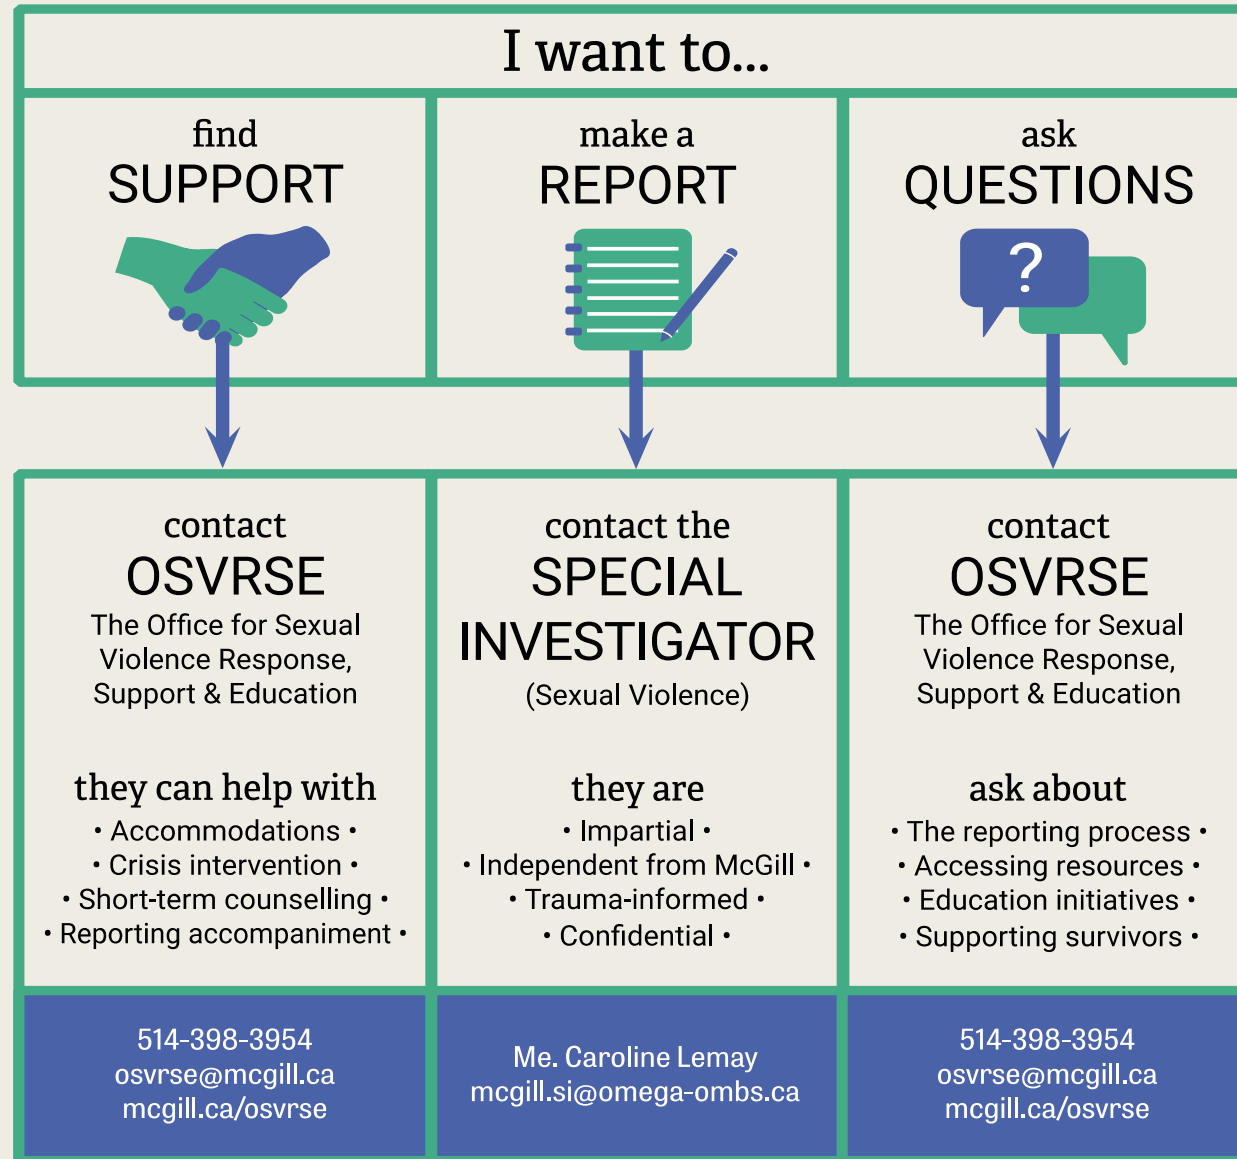 I want to...
find
SUPPORT
make a
REPORT
ask
QUESTIONS
?
contact
OSVRSE
The Office for Sexual
Violence Response,
Support & Education
they can help with
• Accommodations •
• Crisis intervention •
• Short-term counselling •
• Reporting accompaniment •
514-398-3954
osvrse@mcgill.ca
mcgill.ca/osvrse
contact the
SPECIAL
INVESTIGATOR
(Sexual Violence)
they are
• Impartial •
• Independent from McGill •
• Trauma-informed •
• Confidential •
Me. Caroline Lemay
mcgill.si@omega-ombs.ca
contact
OSVRSE
The Office for Sexual
Violence Response,
Support & Education
ask about
• The reporting process •
• Accessing resources •
• Education initiatives •
• Supporting survivors •
514-398-3954
osvrse@mcgill.ca
mcgill.ca/osvrse